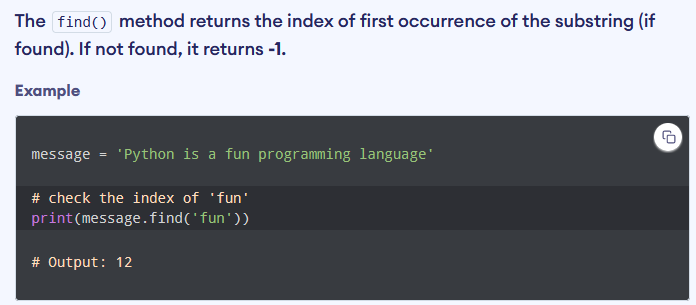 The find() method returns the index of first occurrence of the substring (if
found). If not found, it returns -1.
Example
message = 'Python is a fun programming language'
# check the index of 'fun'
print(message.find('fun'))
# Output: 12